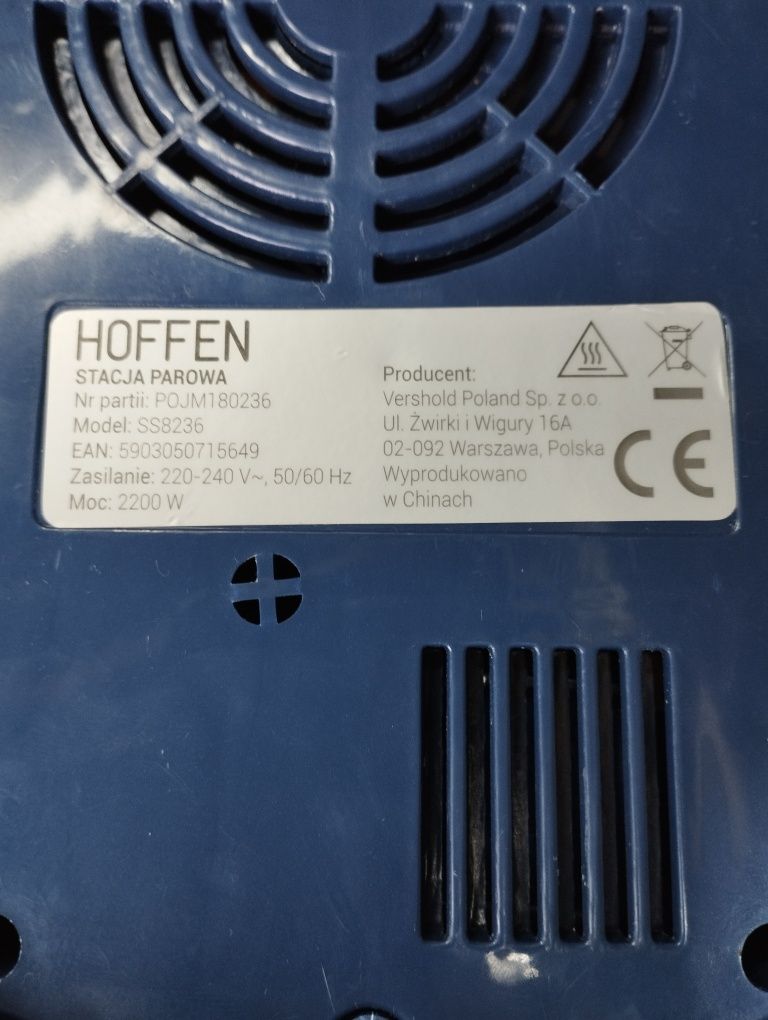 HOFFEN
STACJA PAROWA
Nr partii: POJM180236
Model: SS8236
EAN: 5903050715649
Zasilanie: 220-240 V~, 50/60 Hz
Moc: 2200 W
Producent:
Vershold Poland Sp. z o.o.
Ul. Żwirki i Wigury 16A
02-092 Warszawa, Polska
Wyprodukowano
w Chinach
CE